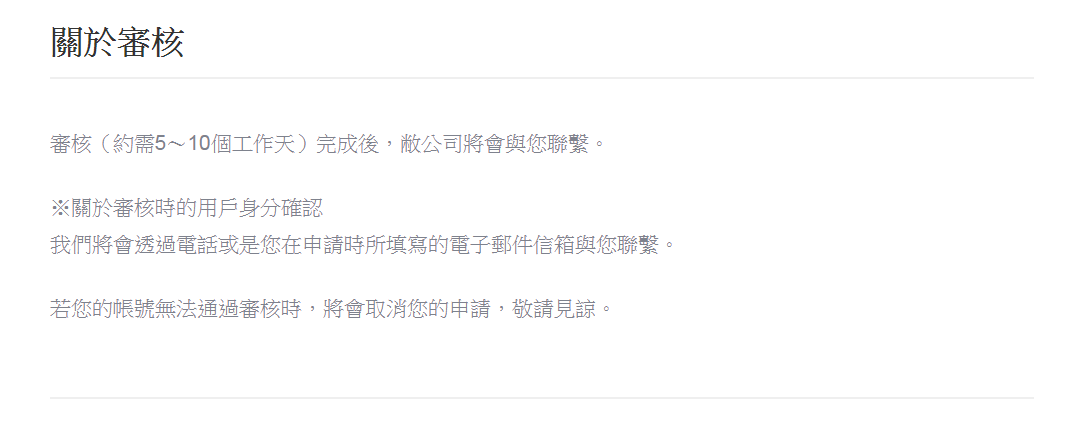 關於審核
審核（約需5～10個工作天）完成後，敝公司將會與您聯繫。
※關於審核時的用戶身分確認
我們將會透過電話或是您在申請時所填寫的電子郵件信箱與您聯繫。
若您的帳號無法通過審核時，將會取消您的申請，敬請見諒。